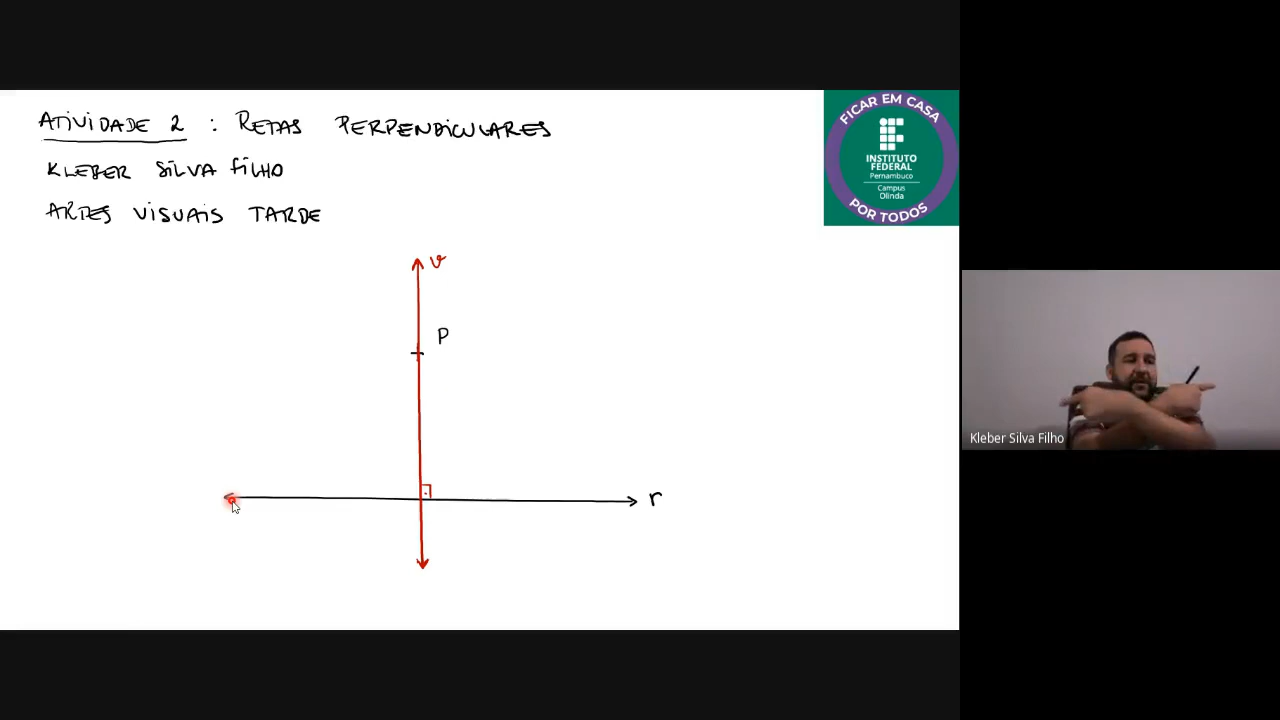 ATIVIDADE 2 : RETAS PERPENDICULARES
KLEBER SILVA FILHO
ARTES VISUAIS TARDE
FICAR EM CASA
INSTITUTO
FEDERAL
Pernambuco
Campus
Olinda
POR TODOS
v
P
r
Kleber Silva Filho